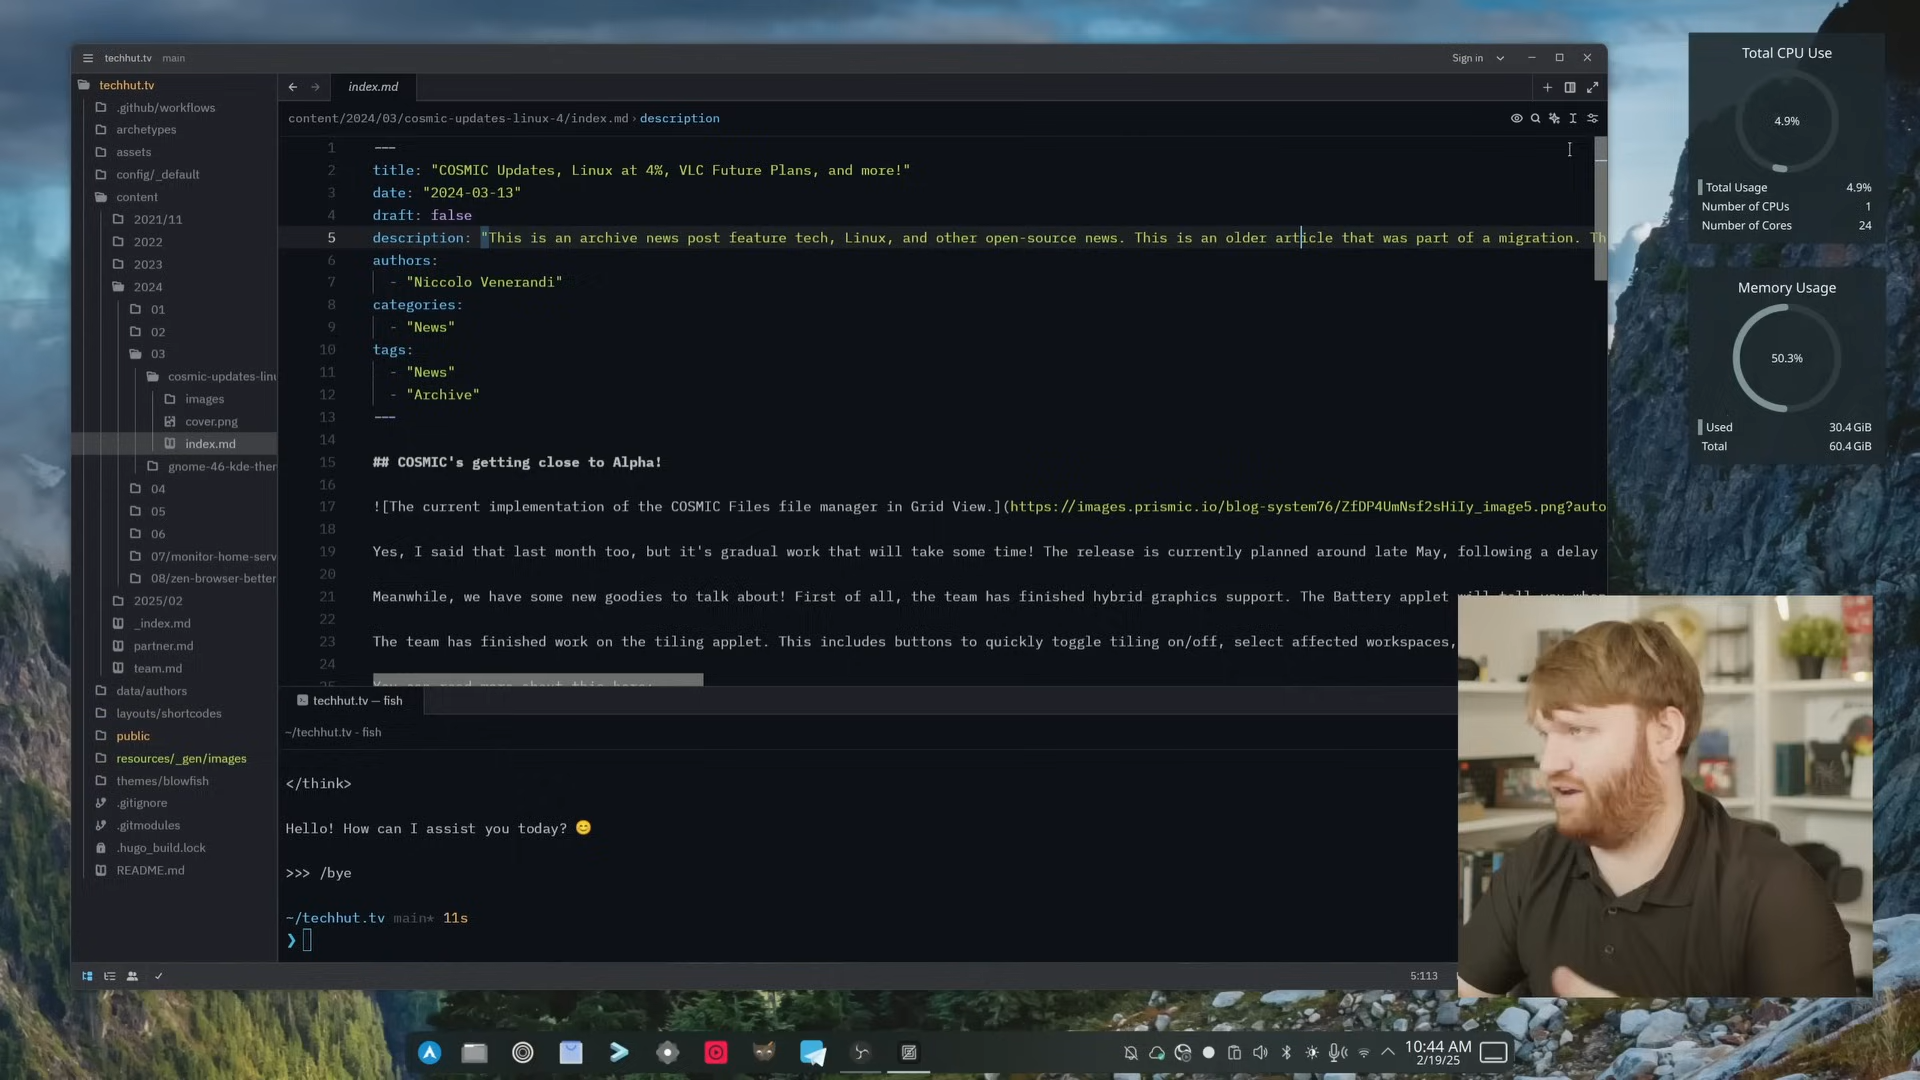 techhut.tv main
Sign in
techhut.tv
.github/workflows
archetypes
assets
config/_default
content
2021/11
2022
2023
2024
01
02
03
cosmic-updates-linu
images
cover.png
index.md
gnome-46-kde-ther
04
05
06
07/monitor-home-serv
08/zen-browser-better
2025/02
_index.md
partner.md
team.md
data/authors
layouts/shortcodes
public
resources/_gen/images
themes/blowfish
.gitignore
.gitmodules
.hugo_build.lock
README.md
index.md
content/2024/03/cosmic-updates-linux-4/index.md › description
1 ---
2 title: "COSMIC Updates, Linux at 4%, VLC Future Plans, and more!"
3 date: "2024-03-13"
4 draft: false
5 description: "This is an archive news post feature tech, Linux, and other open-source news. This is an older article that was part of a migration. Th
6 authors:
7 - "Niccolo Venerandi"
8 categories:
9 - "News"
10 tags:
11 - "News"
12 - "Archive"
13 ---
14
15 ## COSMIC's getting close to Alpha!
16
17 ![The current implementation of the COSMIC Files file manager in Grid View.](https://images.prismic.io/blog-system76/ZfDP4UmNsf2sHiIy_image5.png?auto
18
19 Yes, I said that last month too, but it's gradual work that will take some time! The release is currently planned around late May, following a delay
20
21 Meanwhile, we have some new goodies to talk about! First of all, the team has finished hybrid graphics support. The Battery applet will tell you when
22
23 The team has finished work on the tiling applet. This includes buttons to quickly toggle tiling on/off, select affected workspaces,
24
25 You can read more about this here:
techhut.tv — fish
~/techhut.tv - fish
</think>
Hello! How can I assist you today? 😊
>>> /bye
~/techhut.tv main* 11s
❯
5:113
Total CPU Use
4.9%
Total Usage 4.9%
Number of CPUs 1
Number of Cores 24
Memory Usage
50.3%
Used 30.4 GiB
Total 60.4 GiB
10:44 AM
2/19/25